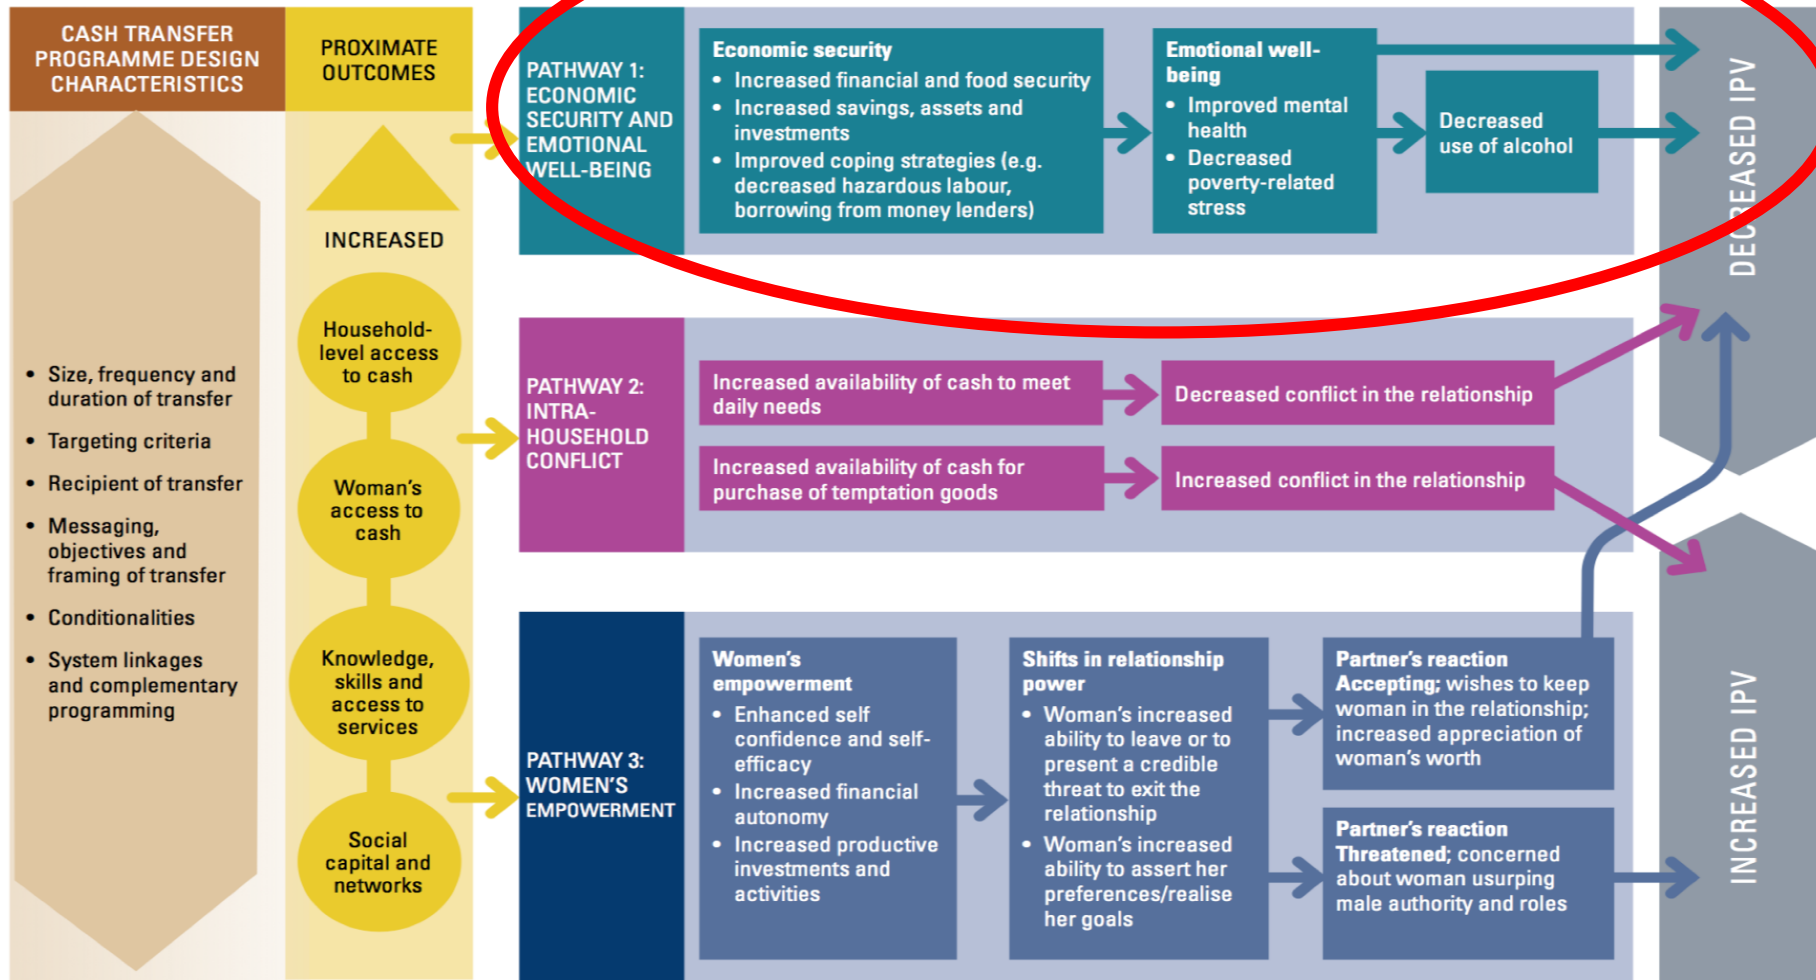 CASH TRANSFER
PROGRAMME DESIGN
CHARACTERISTICS
• Size, frequency and
duration of transfer
• Targeting criteria
• Recipient of transfer
• Messaging,
objectives and
framing of transfer
• Conditionalities
• System linkages
and complementary
programming
PROXIMATE
OUTCOMES
INCREASED
Household-
level access
to cash
Woman's
access to
cash
Knowledge,
skills and
access to
services
Social
capital and
networks
PATHWAY 1:
ECONOMIC
SECURITY AND
EMOTIONAL
WELL-BEING
Economic security
• Increased financial and food security
• Increased savings, assets and
investments
• Improved coping strategies (e.g.
decreased hazardous labour,
borrowing from money lenders)
Emotional well-
being
• Improved mental
health
• Decreased
poverty-related
stress
Decreased
use of alcohol
PATHWAY 2:
INTRA-
HOUSEHOLD
CONFLICT
Increased availability of cash to meet
daily needs
Decreased conflict in the relationship
Increased availability of cash for
purchase of temptation goods
Increased conflict in the relationship
PATHWAY 3:
WOMEN'S
EMPOWERMENT
Women's
empowerment
• Enhanced self
confidence and self-
efficacy
• Increased financial
autonomy
• Increased productive
investments and
activities
Shifts in relationship
power
• Woman's increased
ability to leave or to
present a credible
threat to exit the
relationship
• Woman's increased
ability to assert her
preferences/realise
her goals
Partner's reaction
Accepting; wishes to keep
woman in the relationship;
increased appreciation of
woman's worth
Partner's reaction
Threatened; concerned
about woman usurping
male authority and roles
DECREASED IPV
INCREASED IPV